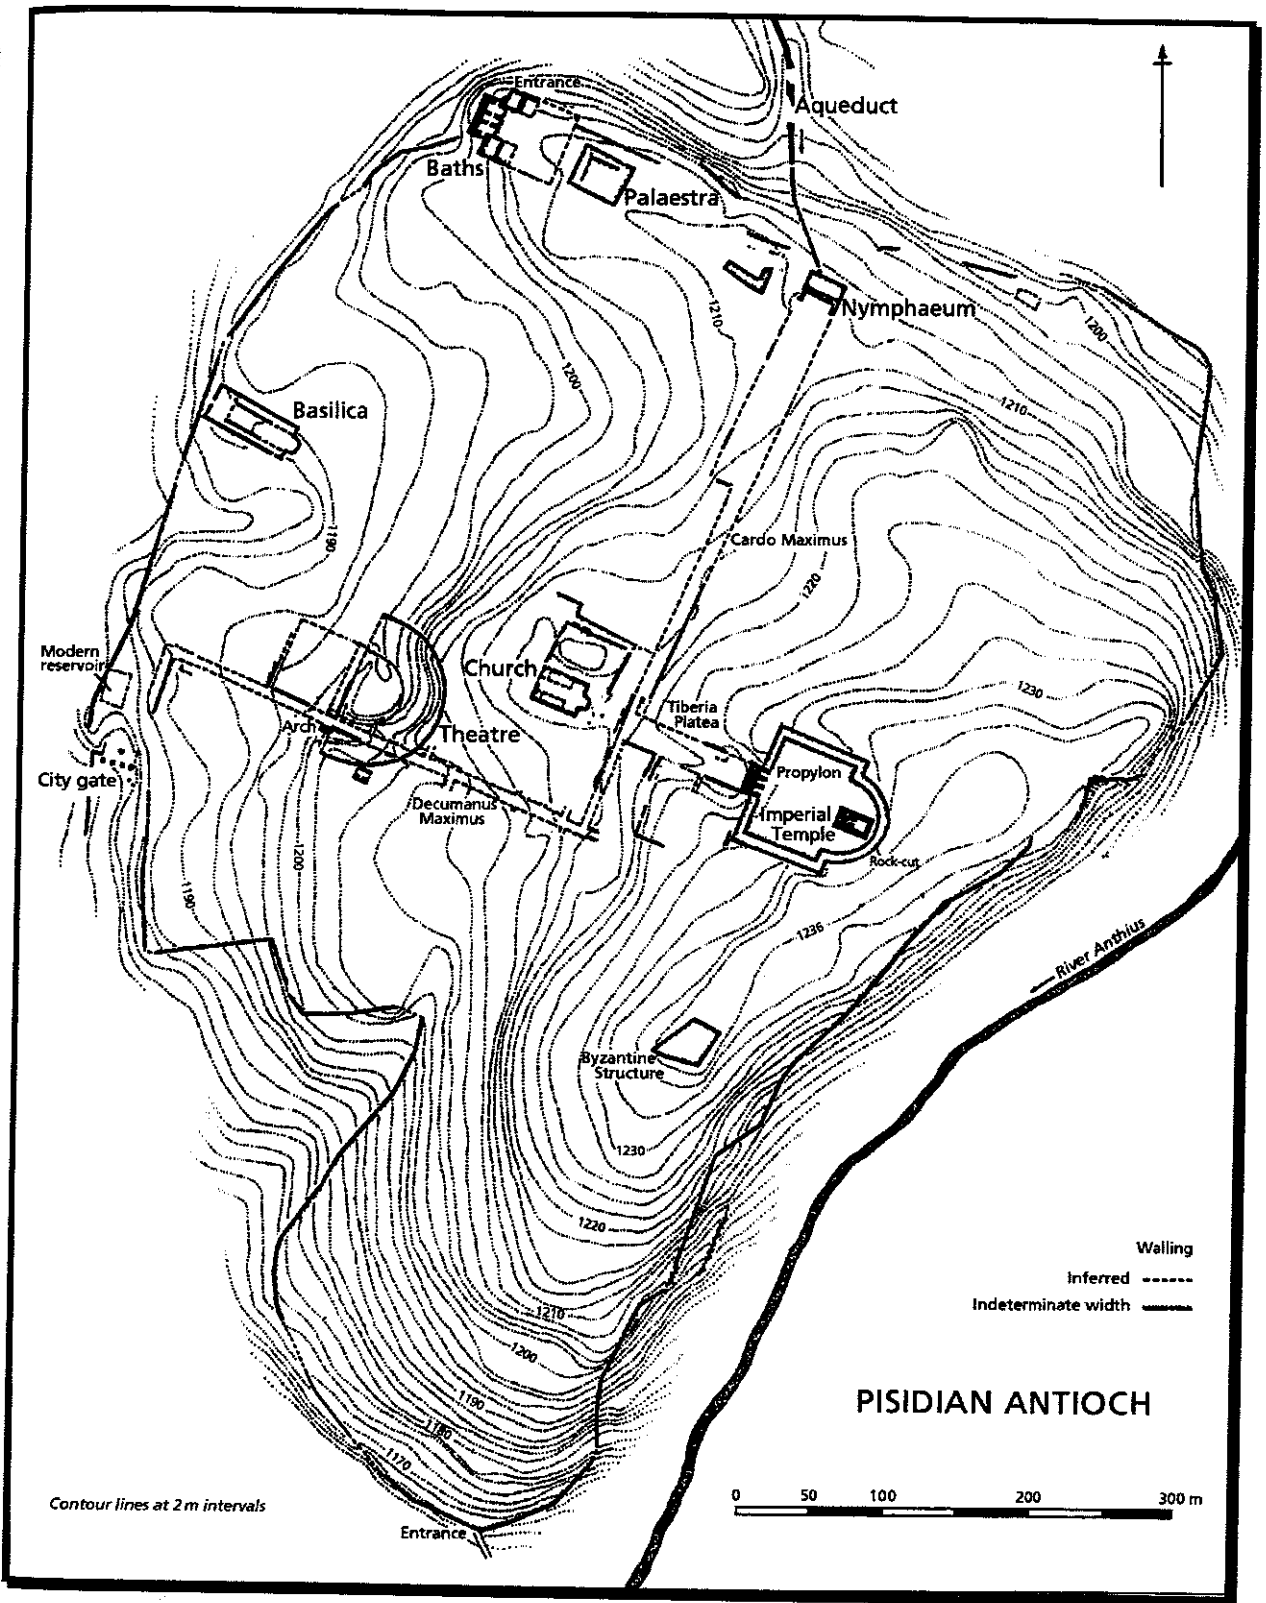 Entrance
Aqueduct
Baths
Palaestra
Nymphaeum
1210
1200
1200
1210
Basilica
1190
Cardo Maximus
1220
Modern
reservoir
Church
1230
Tiberia
Platea
Arch
Theatre
City gate
Propylon
Decumanus
Maximus
Imperial
Temple
Rock-cut
1200
1190
1236
River Anthius
Byzantine
Structure
1230
1220
Walling
Inferred
Indeterminate width
1210
1200
1190
1180
1170
PISIDIAN ANTIOCH
Contour lines at 2 m intervals
0 50 100 200 300 m
Entrance